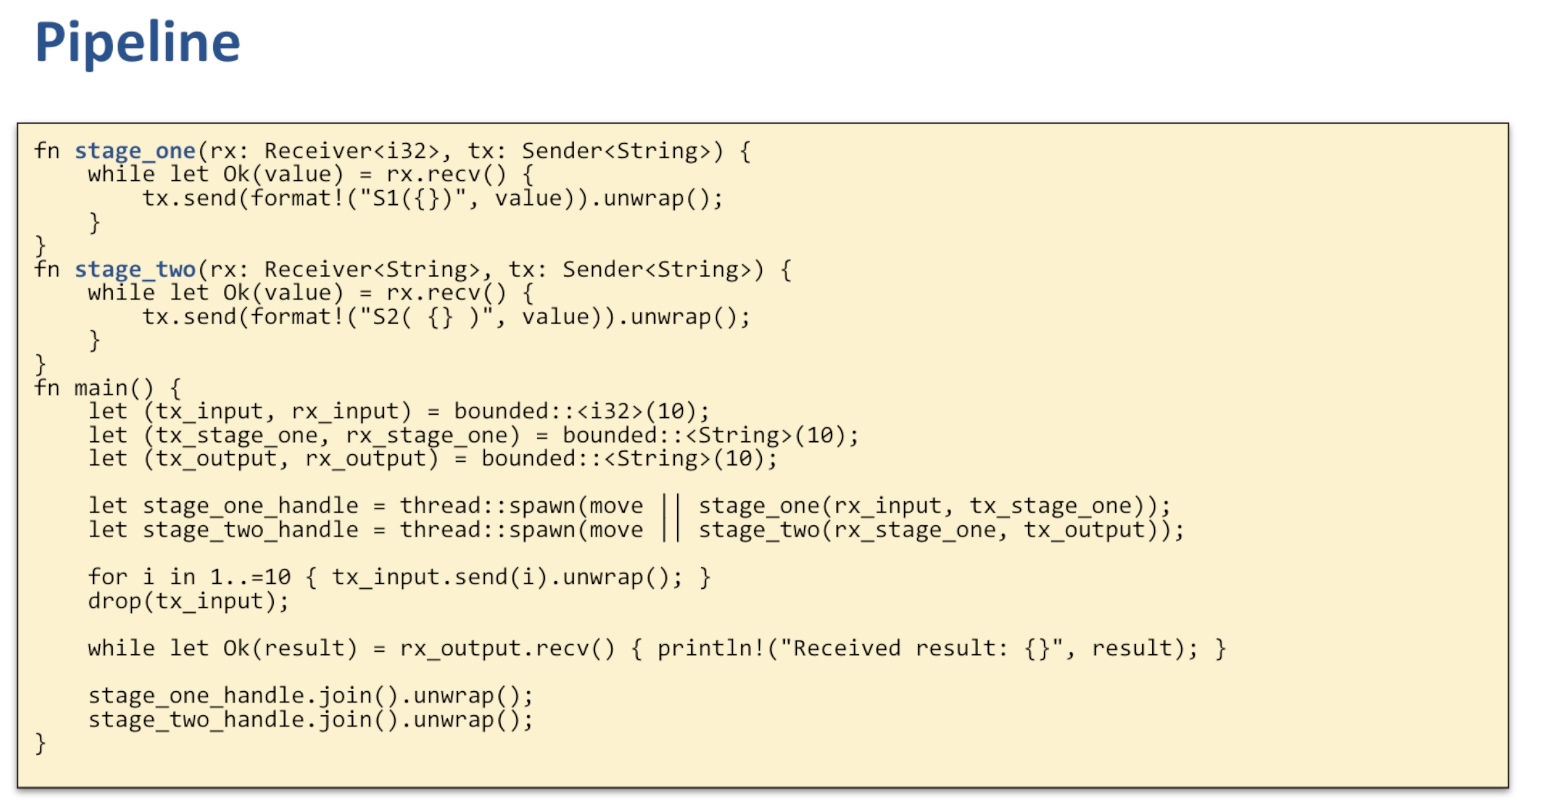 Pipeline
fn stage_one(rx: Receiver<i32>, tx: Sender<String>) {
    while let Ok(value) = rx.recv() {
        tx.send(format!("S1({})", value)).unwrap();
    }
}
fn stage_two(rx: Receiver<String>, tx: Sender<String>) {
    while let Ok(value) = rx.recv() {
        tx.send(format!("S2( {} )", value)).unwrap();
    }
}
fn main() {
    let (tx_input, rx_input) = bounded::<i32>(10);
    let (tx_stage_one, rx_stage_one) = bounded::<String>(10);
    let (tx_output, rx_output) = bounded::<String>(10);

    let stage_one_handle = thread::spawn(move || stage_one(rx_input, tx_stage_one));
    let stage_two_handle = thread::spawn(move || stage_two(rx_stage_one, tx_output));

    for i in 1..=10 { tx_input.send(i).unwrap(); }
    drop(tx_input);

    while let Ok(result) = rx_output.recv() { println!("Received result: {}", result); }

    stage_one_handle.join().unwrap();
    stage_two_handle.join().unwrap();
}